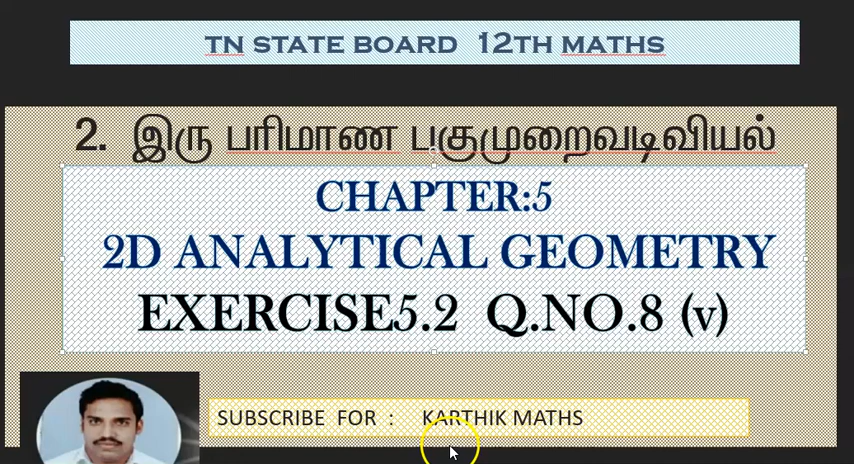 TN STATE BOARD 12TH MATHS
2. இரு பரிமாண பகுமுறைவடிவியல்
CHAPTER:5
2D ANALYTICAL GEOMETRY
EXERCISE5.2 Q.NO.8 (v)
SUBSCRIBE FOR : KARTHIK MATHS